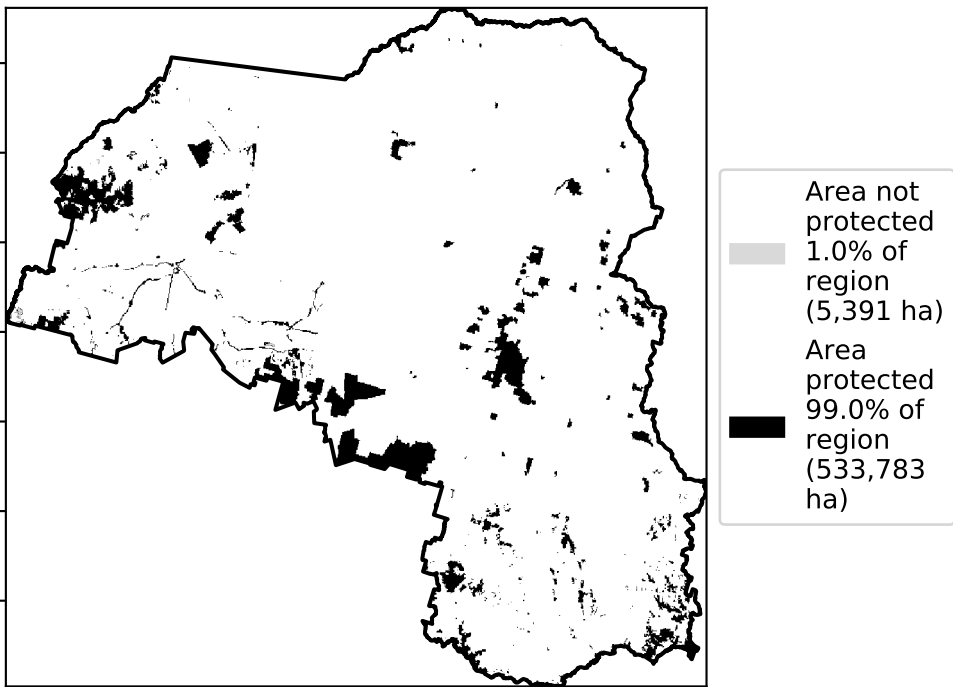 Area not
protected
1.0% of
region
(5,391 ha)
Area
protected
99.0% of
region
(533,783
ha)